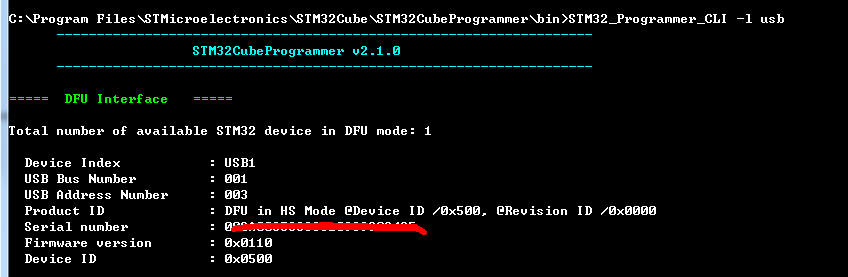 C:\Program Files\STMicroelectronics\STM32Cube\STM32CubeProgrammer\bin>STM32_Programmer_CLI -l usb
-------------------------------------------------------------------
STM32CubeProgrammer v2.1.0
-------------------------------------------------------------------
===== DFU Interface =====
Total number of available STM32 device in DFU mode: 1
Device Index : USB1
USB Bus Number : 001
USB Address Number : 003
Product ID : DFU in HS Mode @Device ID /0x500, @Revision ID /0x0000
Serial number :
Firmware version : 0x0110
Device ID : 0x0500